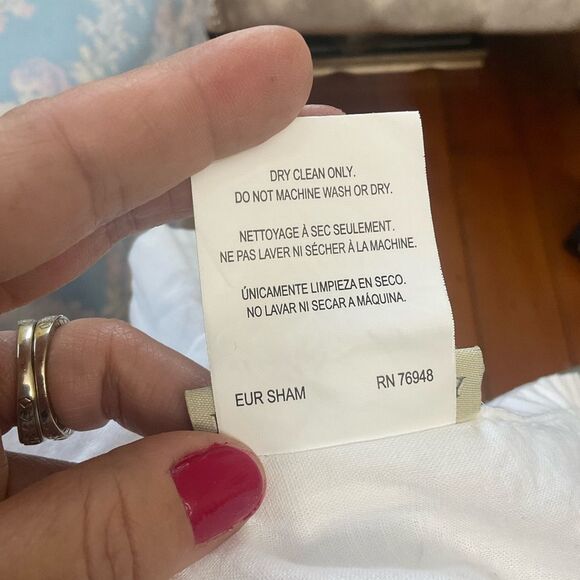 DRY CLEAN ONLY.
DO NOT MACHINE WASH OR DRY.
NETTOYAGE À SEC SEULEMENT.
NE PAS LAVER NI SÉCHER À LA MACHINE.
ÚNICAMENTE LIMPIEZA EN SECO.
NO LAVAR NI SECAR A MÁQUINA.
EUR SHAM RN 76948